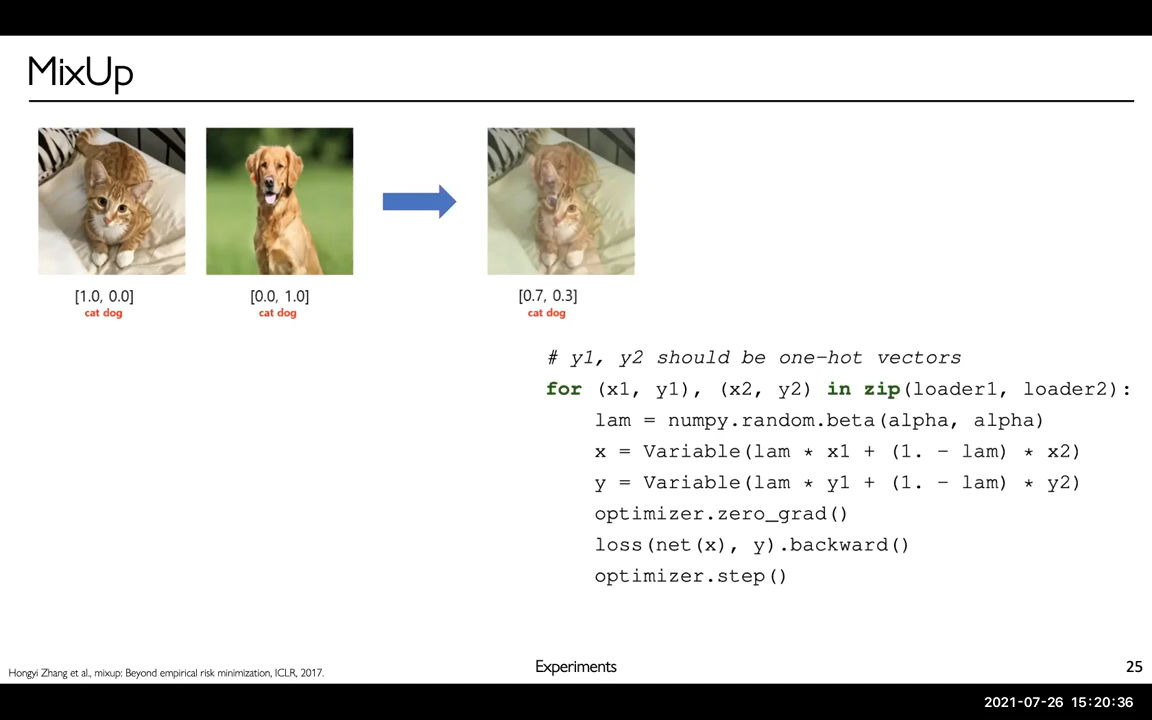 MixUp
[1.0, 0.0]
cat dog
[0.0, 1.0]
cat dog
[0.7, 0.3]
cat dog
# y1, y2 should be one-hot vectors
for (x1, y1), (x2, y2) in zip(loader1, loader2):
lam = numpy.random.beta(alpha, alpha)
x = Variable(lam * x1 + (1. - lam) * x2)
y = Variable(lam * y1 + (1. - lam) * y2)
optimizer.zero_grad()
loss(net(x), y).backward()
optimizer.step()
Hongyi Zhang et al., mixup: Beyond empirical risk minimization, ICLR, 2017.
Experiments
25
2021-07-26 15:20:36